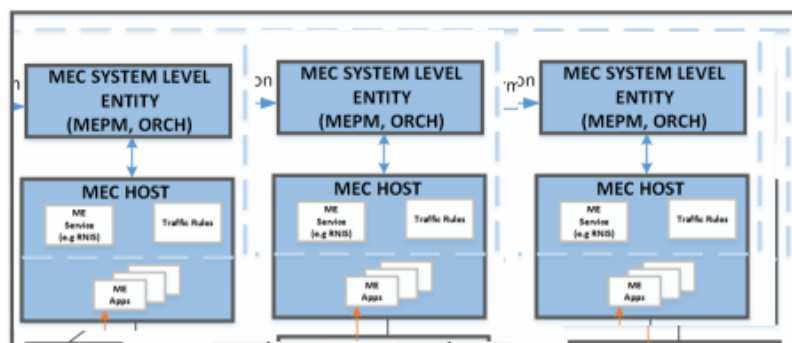 MEC SYSTEM LEVEL
ENTITY
(MEPM, ORCH)
MEC HOST
ME
Service
(e.g RNIS)
Traffic Rules
ME
Apps
on
MEC SYSTEM LEVEL
ENTITY
(MEPM, ORCH)
MEC HOST
ME
Service
(e.g RNIS)
Traffic Rules
ME
Apps
on
MEC SYSTEM LEVEL
ENTITY
(MEPM, ORCH)
MEC HOST
ME
Service
(e.g RNIS)
Traffic Rules
ME
Apps